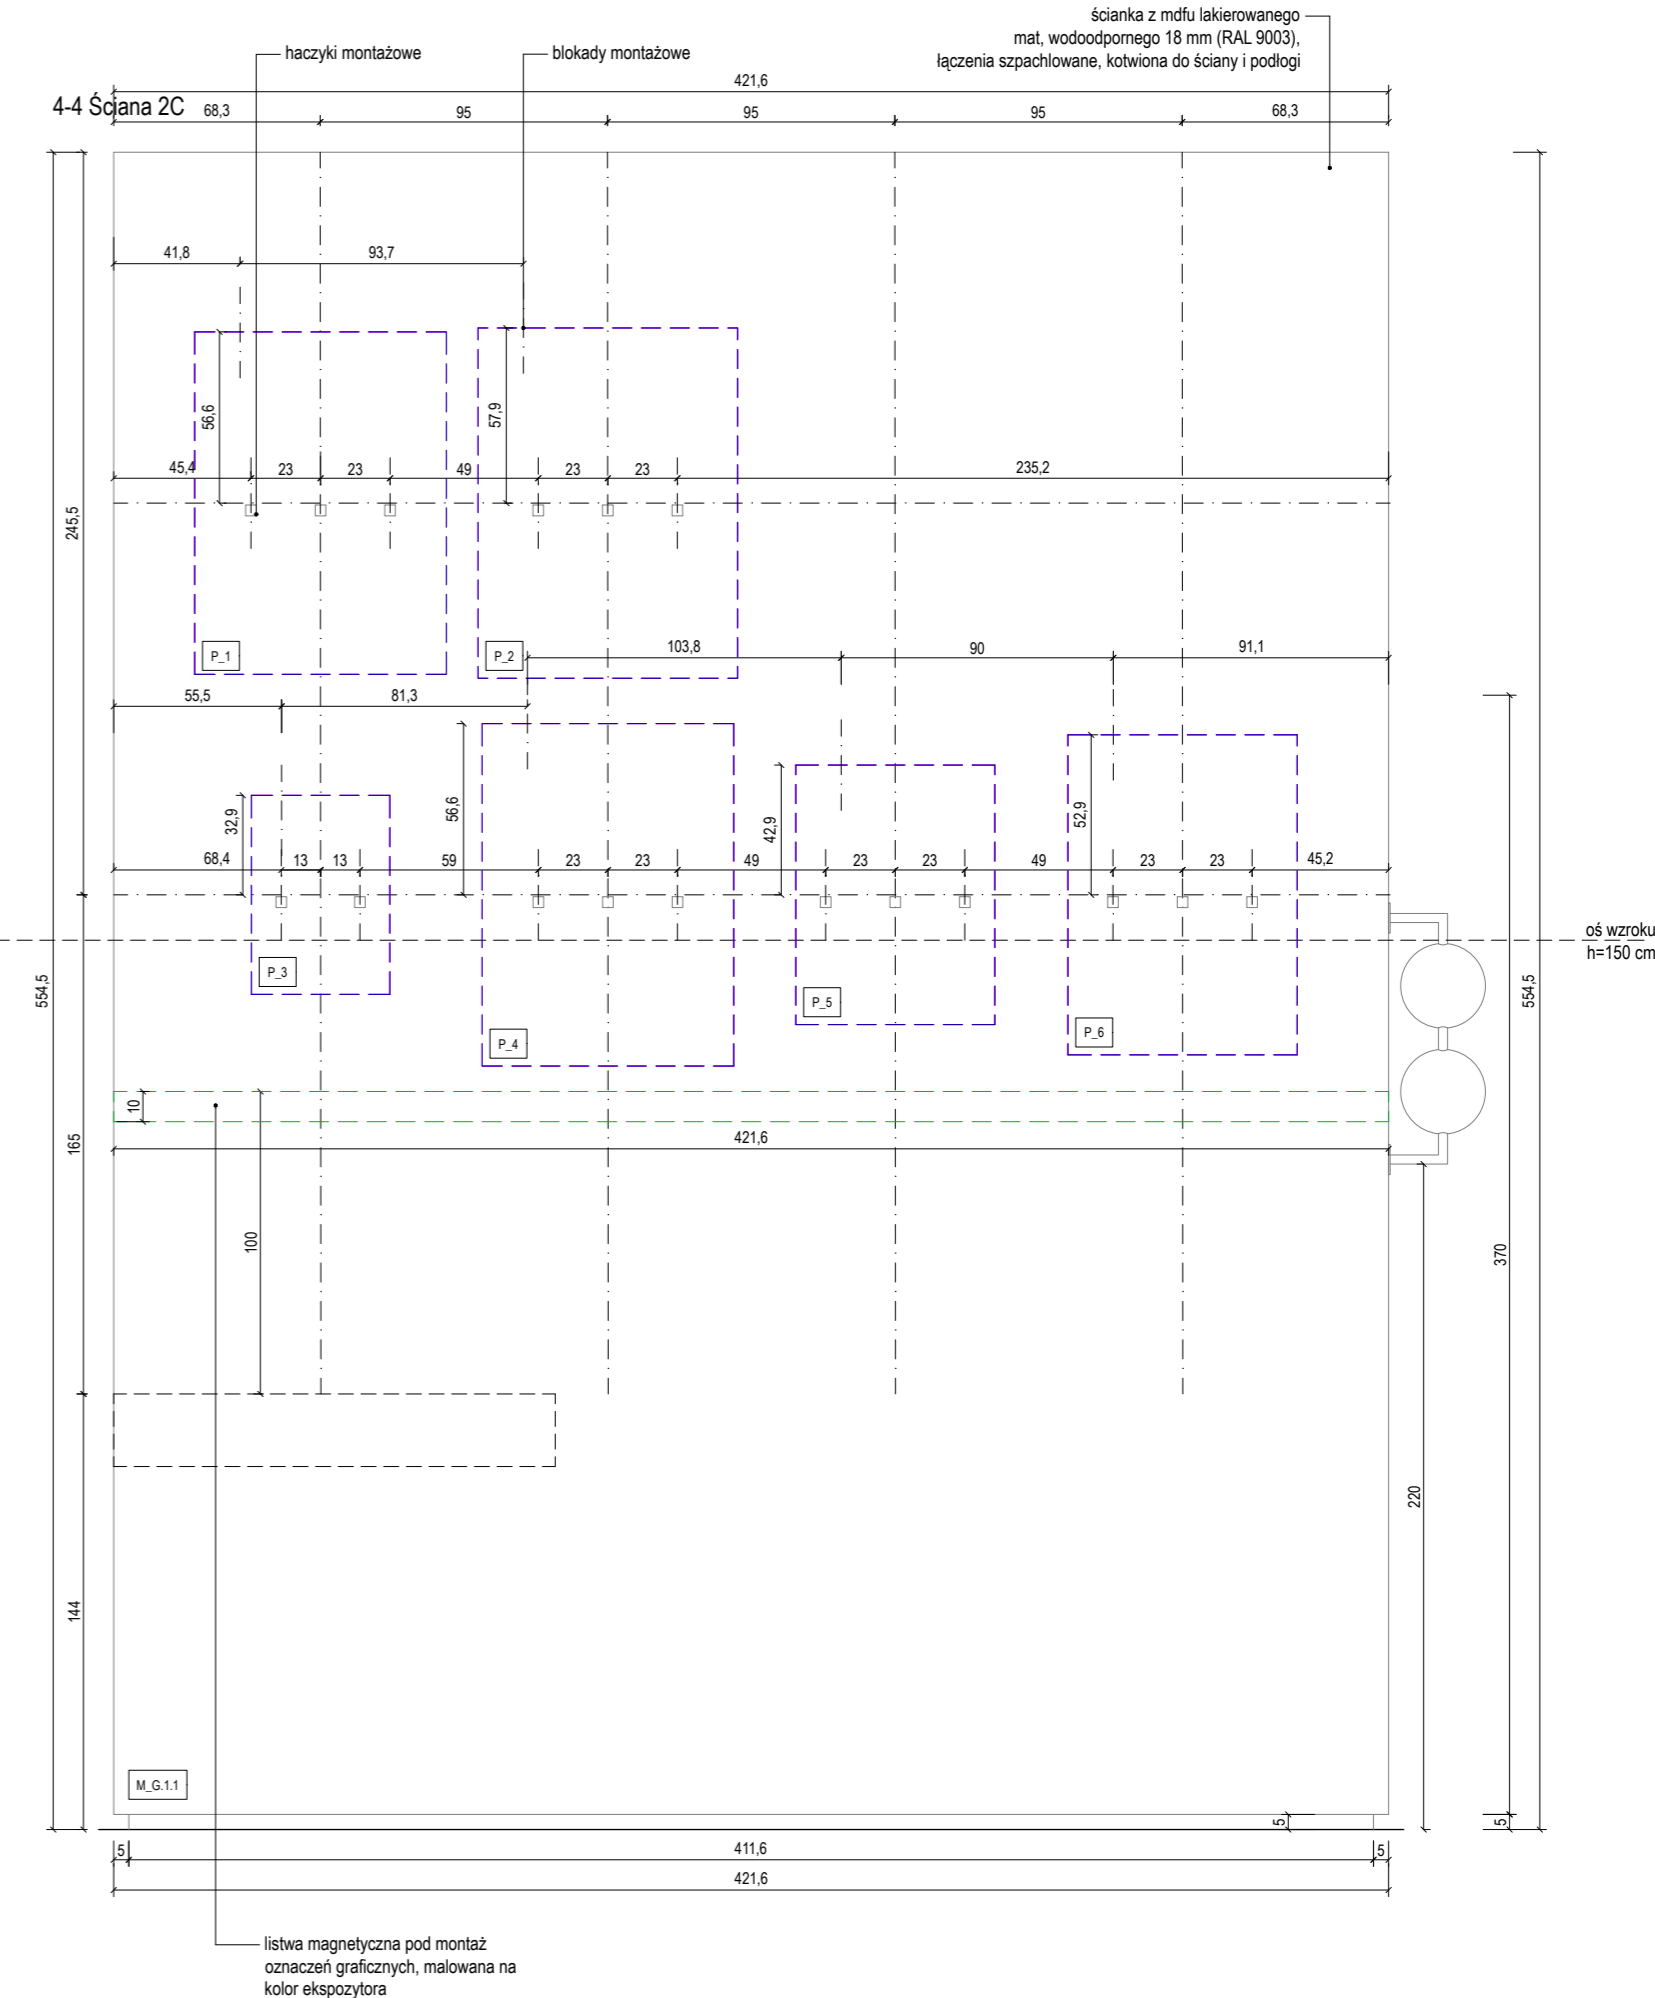 ścianka z mdfu lakierowanego
mat, wodoodpornego 18 mm (RAL 9003),
łączenia szpachlowane, kotwiona do ściany i podłogi
haczyki montażowe
blokady montażowe
421,6
4-4 Ściana 2C
68,3 95 95 95 68,3
41,8 93,7
56,6 57,9
45,4 23 23 49 23 23 235,2
245,5
P_1 P_2
103,8 90 91,1
55,5 81,3
32,9 56,6 42,9 52,9
68,4 13 13 59 23 23 49 23 23 49 23 23 45,2
oś wzroku
h=150 cm
P_3
554,5 554,5
P_5
P_4 P_6
10
421,6
165
100
370
220
144
M_G.1.1
5 5
5 411,6 5
421,6
listwa magnetyczna pod montaż
oznaczeń graficznych, malowana na
kolor ekspozytora